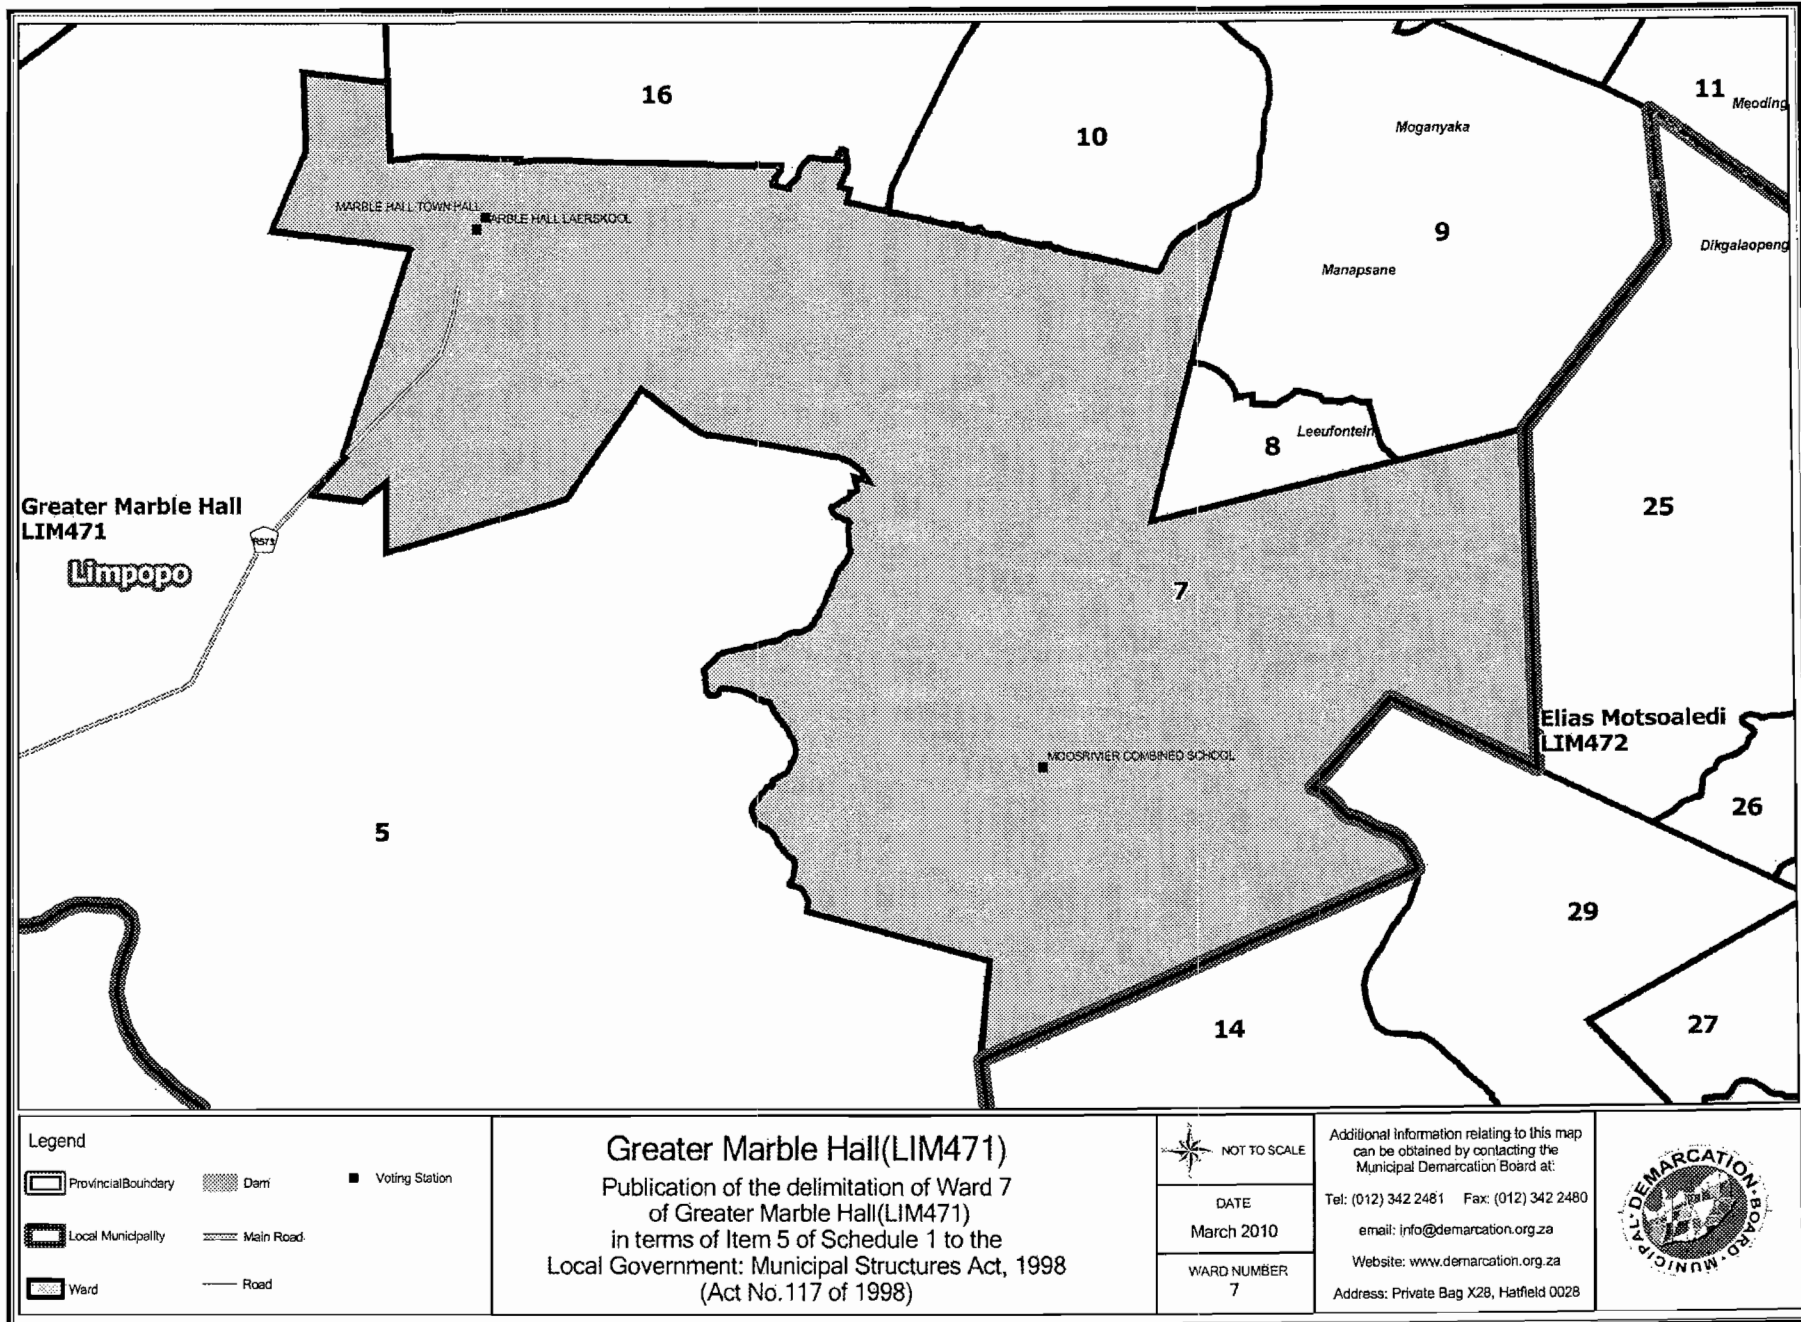 16
10
11
Meoding
Moganyaka
MARBLE HALL TOWN HALL
ARBLE HALL LAERSKOOL
9
Dikgalaopeng
Manapsane
8
Leeufontein
Greater Marble Hall
LIM471
R573
Limpopo
25
7
Elias Motsoaledi
LIM472
MOOSRIVIER COMBINED SCHOOL
5
26
29
14
27
Legend
ProvincialBoundary
Dam
Voting Station
Local Municipality
Main Road
Ward
Road
Greater Marble Hall(LIM471)
Publication of the delimitation of Ward 7
of Greater Marble Hall(LIM471)
in terms of Item 5 of Schedule 1 to the
Local Government: Municipal Structures Act, 1998
(Act No.117 of 1998)
NOT TO SCALE
DATE
March 2010
WARD NUMBER
7
Additional Information relating to this map
can be obtained by contacting the
Municipal Demarcation Board at:
Tel: (012) 342 2481 Fax: (012) 342 2480
email: info@demarcation.org.za
Website: www.demarcation.org.za
Address: Private Bag X28, Hatfield 0028
MUNICIPAL DEMARCATION BOARD